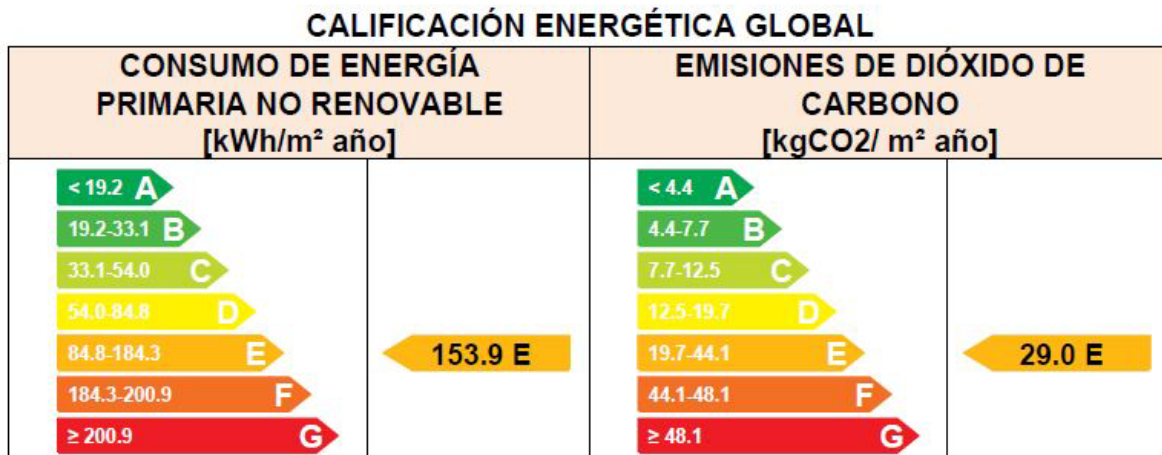 CALIFICACIÓN ENERGÉTICA GLOBAL
CONSUMO DE ENERGÍA
PRIMARIA NO RENOVABLE
[kWh/m² año]
EMISIONES DE DIÓXIDO DE
CARBONO
[kgCO2/ m² año]
< 19.2 A
19.2-33.1 B
33.1-54.0 C
54.0-84.8 D
84.8-184.3 E
184.3-200.9 F
≥ 200.9 G
153.9 E
< 4.4 A
4.4-7.7 B
7.7-12.5 C
12.5-19.7 D
19.7-44.1 E
44.1-48.1 F
≥ 48.1 G
29.0 E